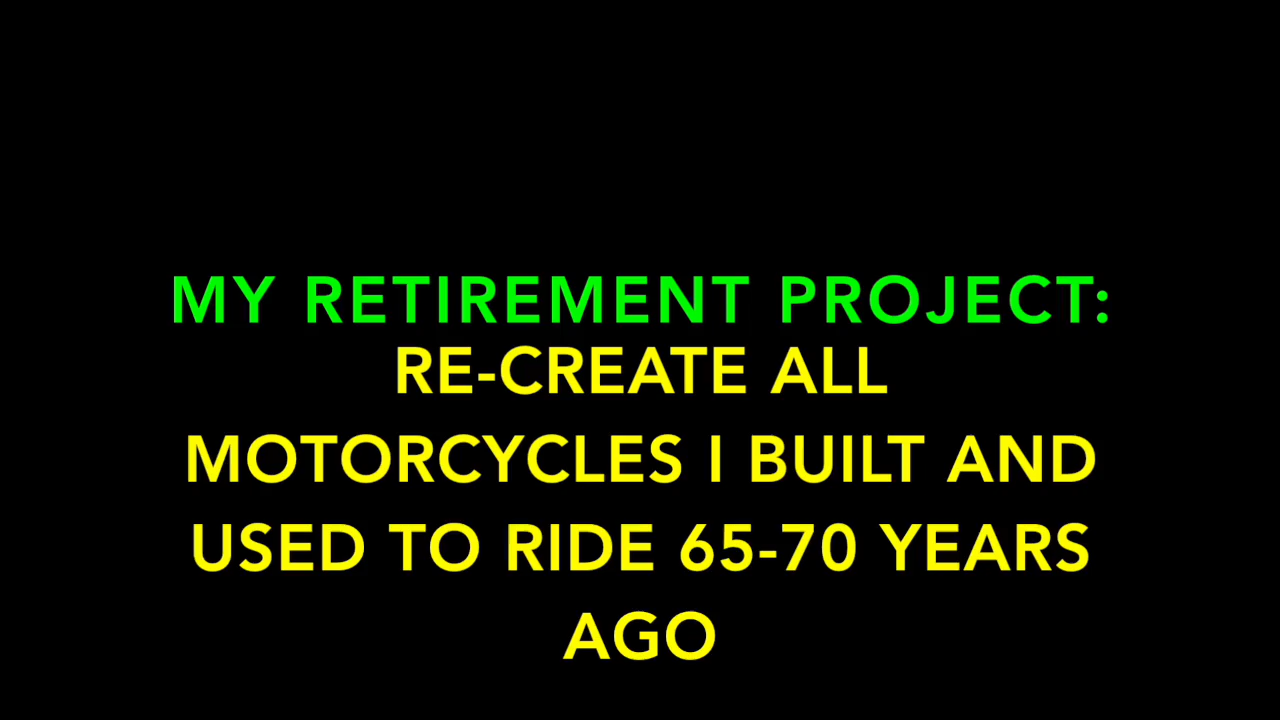 MY RETIREMENT PROJECT:
RE-CREATE ALL
MOTORCYCLES I BUILT AND
USED TO RIDE 65-70 YEARS
AGO